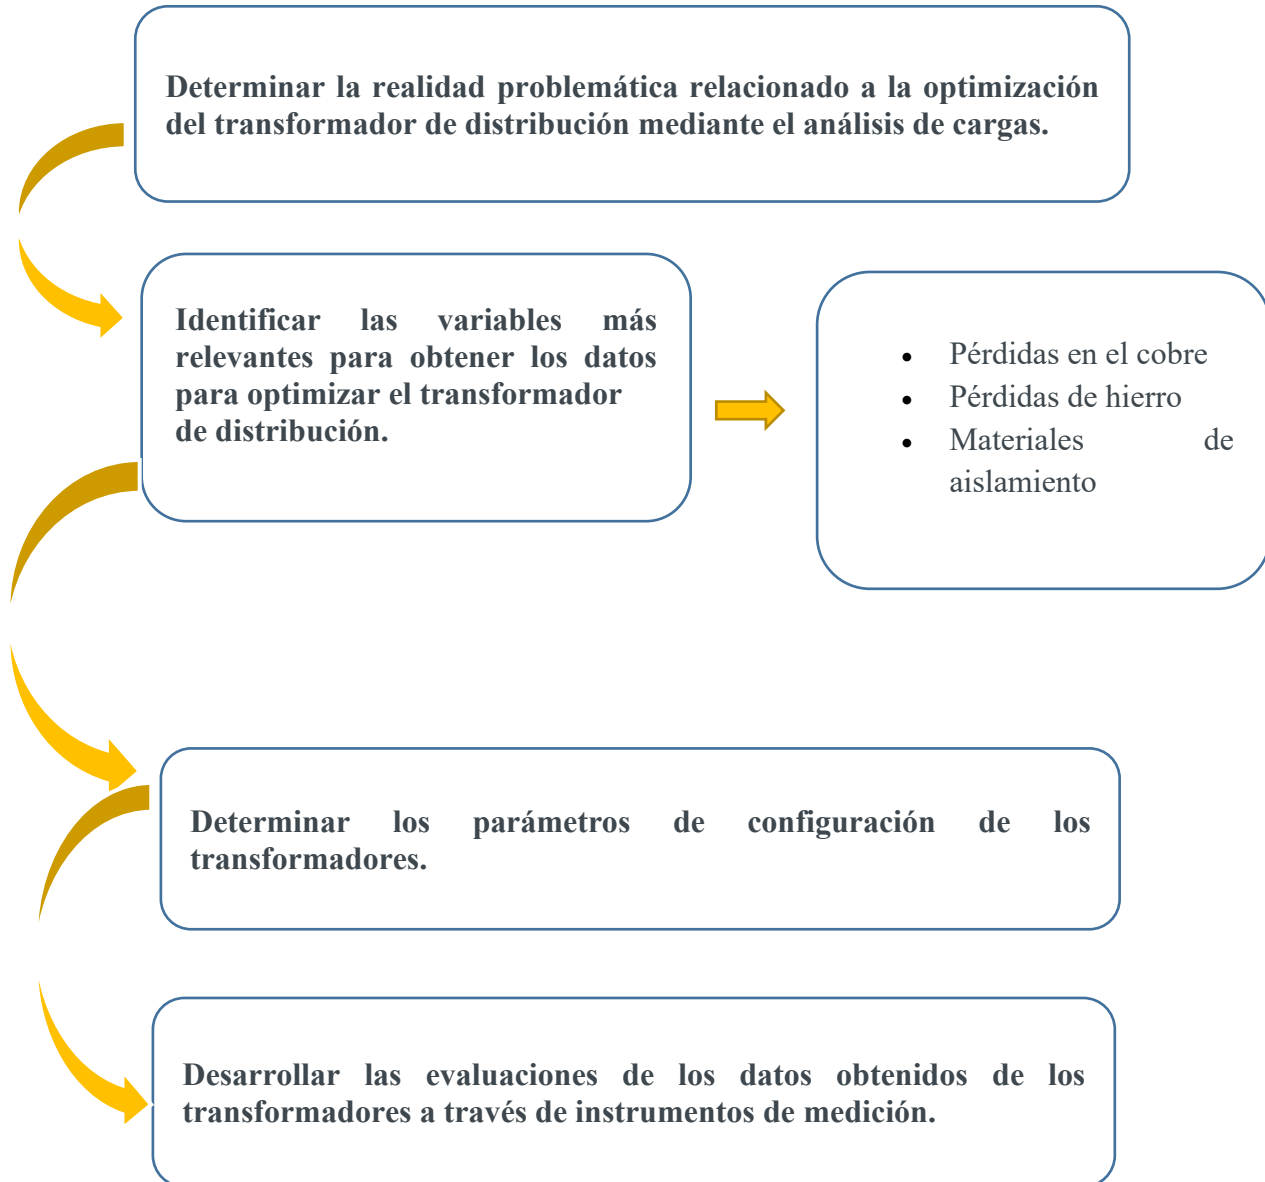 Determinar la realidad problemática relacionado a la optimización
del transformador de distribución mediante el análisis de cargas.
Identificar las variables más
relevantes para obtener los datos
para optimizar el transformador
de distribución.
• Pérdidas en el cobre
• Pérdidas de hierro
• Materiales de
aislamiento
Determinar los parámetros de configuración de los
transformadores.
Desarrollar las evaluaciones de los datos obtenidos de los
transformadores a través de instrumentos de medición.